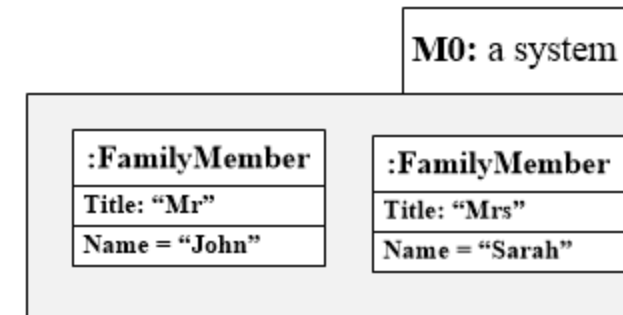 M0: a system
:FamilyMember
Title: “Mr”
Name = “John”
:FamilyMember
Title: “Mrs”
Name = “Sarah”